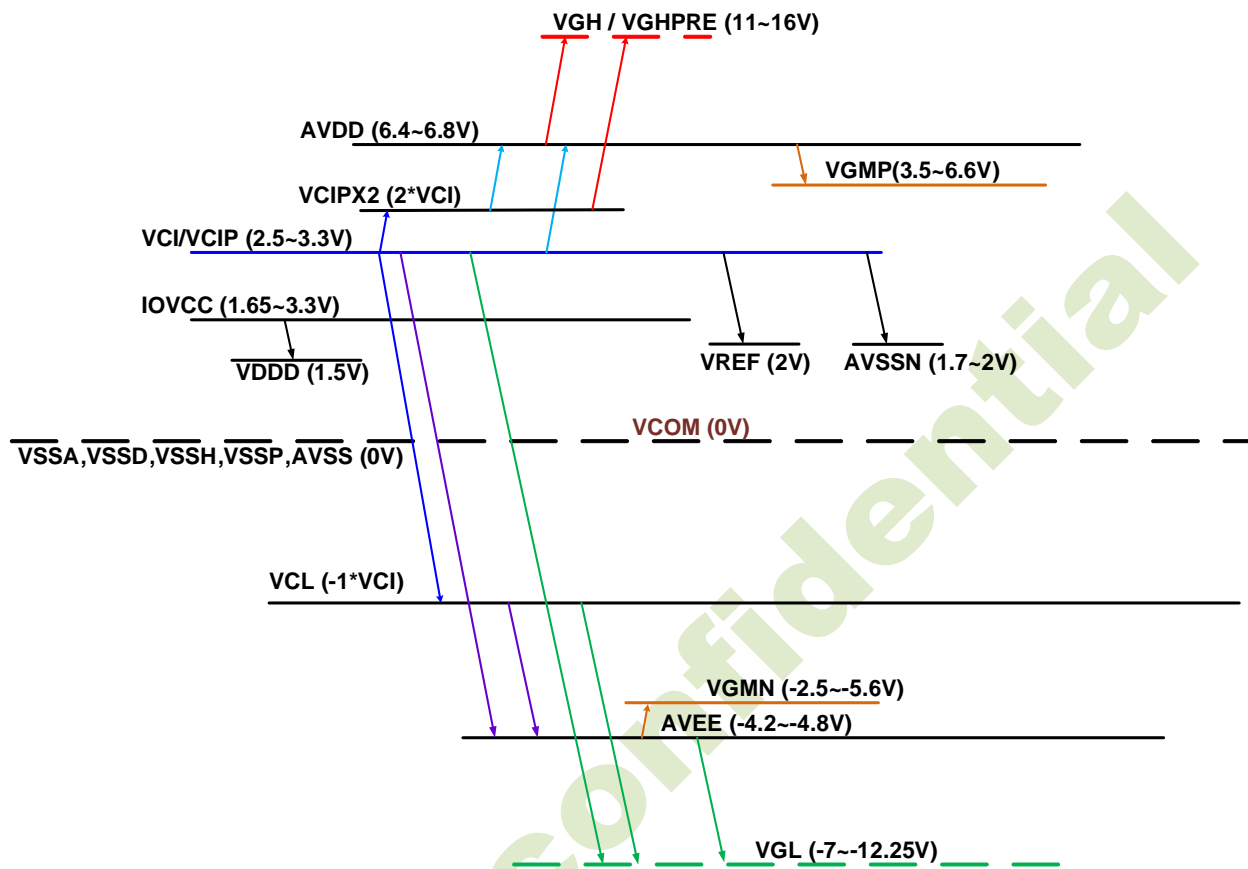 VGH / VGHPRE (11~16V)
AVDD (6.4~6.8V)
VGMP(3.5~6.6V)
VCIPX2 (2*VCI)
VCI/VCIP (2.5~3.3V)
IOVCC (1.65~3.3V)
VREF (2V)
AVSSN (1.7~2V)
VDDD (1.5V)
VCOM (0V)
VSSA,VSSD,VSSH,VSSP,AVSS (0V)
VCL (-1*VCI)
VGMN (-2.5~-5.6V)
AVEE (-4.2~-4.8V)
VGL (-7~-12.25V)
confidential